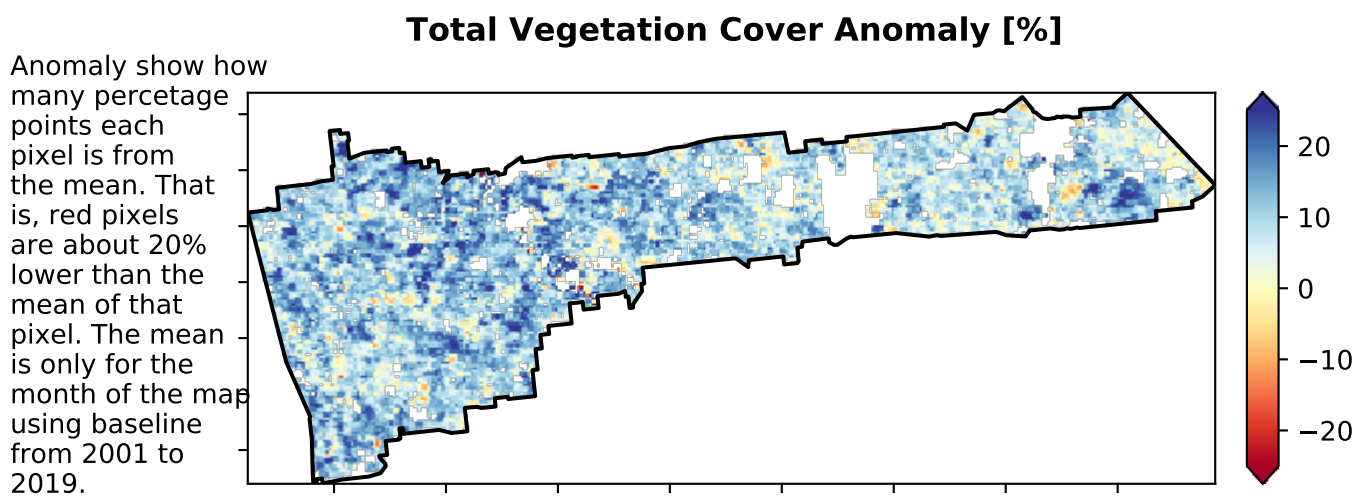 Total Vegetation Cover Anomaly [%]
Anomaly show how
many percetage
points each
pixel is from
the mean. That
is, red pixels
are about 20%
lower than the
mean of that
pixel. The mean
is only for the
month of the map
using baseline
from 2001 to
2019.
20
10
0
−10
−20